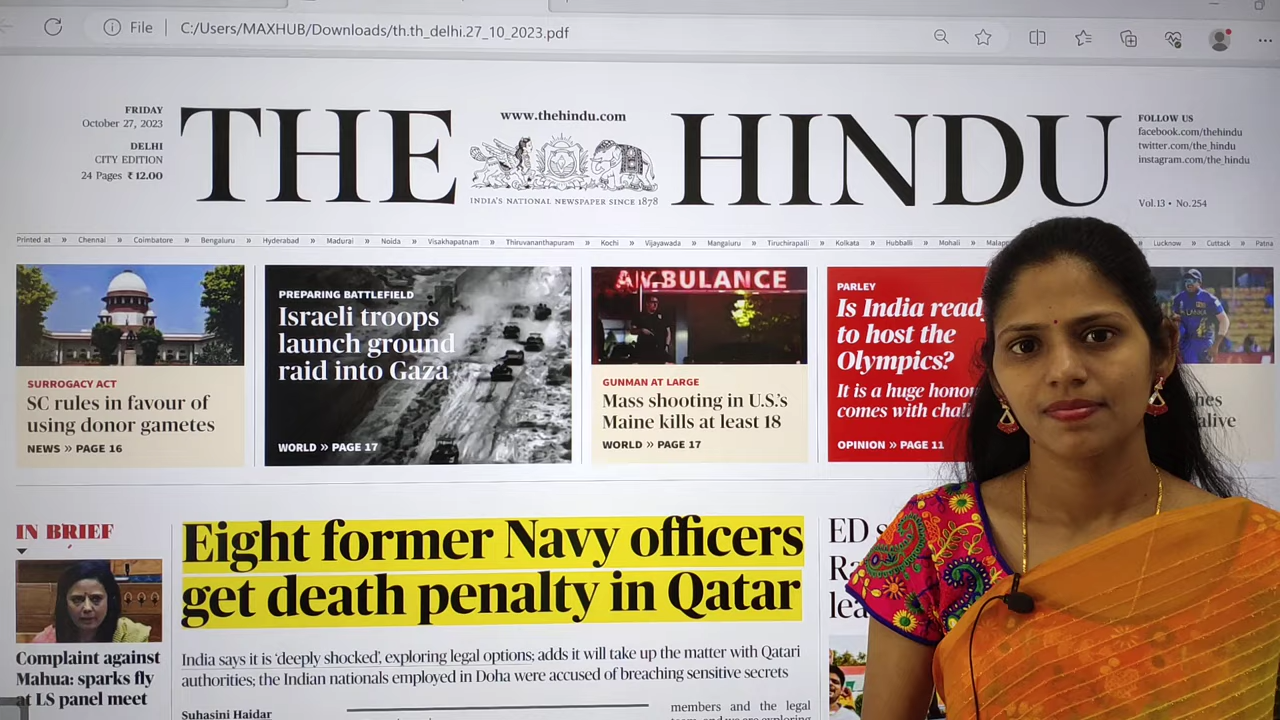 File
C:/Users/MAXHUB/Downloads/th.th_delhi.27_10_2023.pdf
FRIDAY
October 27, 2023
DELHI
CITY EDITION
24 Pages ₹ 12.00
THE HINDU
www.thehindu.com
INDIA'S NATIONAL NEWSPAPER SINCE 1878
FOLLOW US
facebook.com/thehindu
twitter.com/the_hindu
instagram.com/the_hindu
Vol.13 • No.254
Printed at » Chennai » Coimbatore » Bengaluru » Hyderabad » Madurai » Noida » Visakhapatnam » Thiruvananthapuram » Kochi » Vijayawada » Mangaluru » Tiruchirapalli » Kolkata » Hubballi » Mohali » » Lucknow » Cuttack » Patna
SURROGACY ACT
SC rules in favour of
using donor gametes
NEWS » PAGE 16
PREPARING BATTLEFIELD
Israeli troops
launch ground
raid into Gaza
WORLD » PAGE 17
AMBULANCE
GUNMAN AT LARGE
Mass shooting in U.S.'s
Maine kills at least 18
WORLD » PAGE 17
PARLEY
Is India
to host the
Olympics?
It is a huge
comes with
OPINION » PAGE 11
LANKA
alive
IN BRIEF
Complaint against
Mahua: sparks fly
at LS panel meet
Eight former Navy officers
get death penalty in Qatar
India says it is 'deeply shocked', exploring legal options; adds it will take up the matter with Qatari
authorities; the Indian nationals employed in Doha were accused of breaching sensitive secrets
Suhasini Haidar
members and the legal
ED